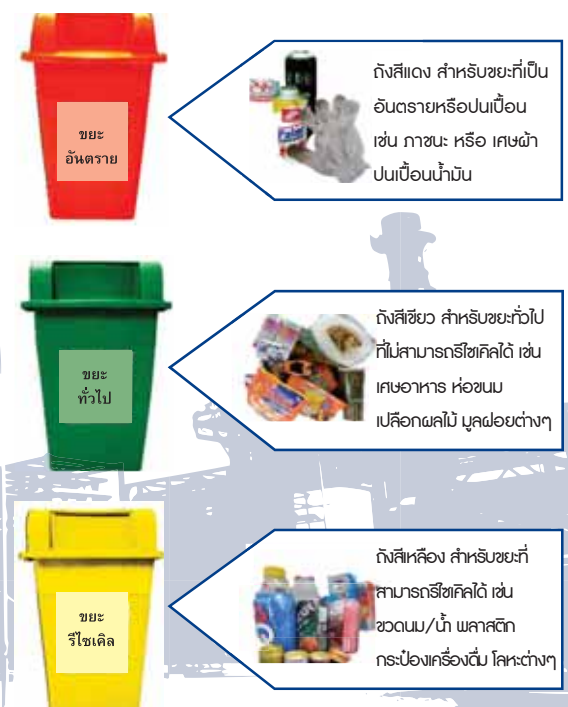 ขยะ
อันตราย
ถังสีแดง สำหรับขยะที่เป็น
อันตรายหรือปนเปื้อน
เช่น ภาชนะ หรือ เศษผ้า
ปนเปื้อนน้ำมัน
ขยะ
ทั่วไป
ถังสีเขียว สำหรับขยะทั่วไป
ที่ไม่สามารถรีไซเคิลได้ เช่น
เศษอาหาร ห่อขนม
เปลือกผลไม้ มูลฝอยต่างๆ
ขยะ
รีไซเคิล
ถังสีเหลือง สำหรับขยะที่
สามารถรีไซเคิลได้ เช่น
ขวดนม/น้ำ พลาสติก
กระป๋องเครื่องดื่ม โลหะต่างๆ